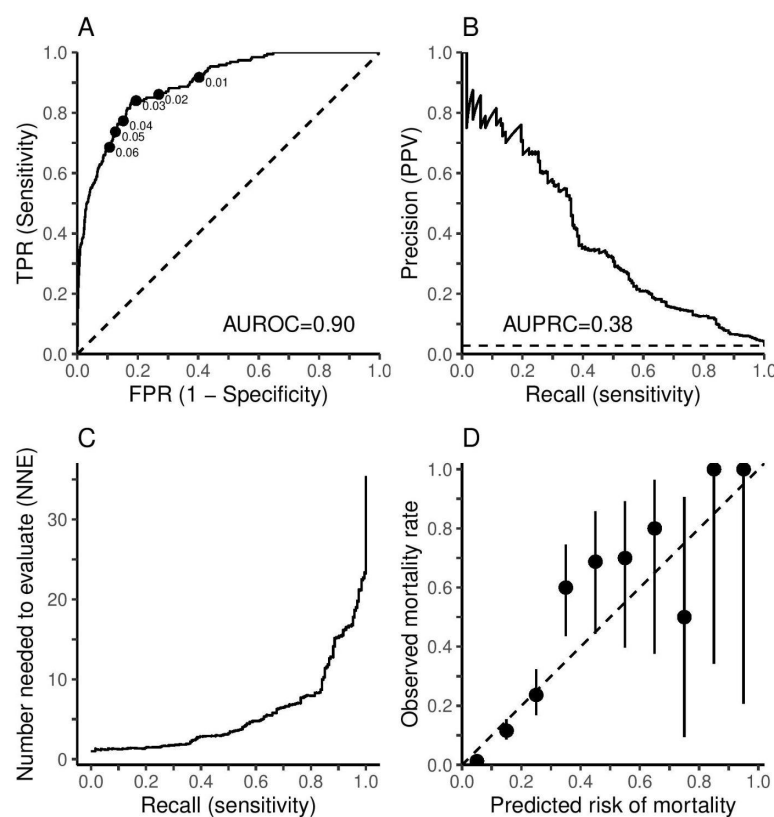 A
TPR (Sensitivity)
1.0
0.8
0.6
0.4
0.2
0.0
0.01
0.02
0.03
0.04
0.05
0.06
AUROC=0.90
0.0 0.2 0.4 0.6 0.8 1.0
FPR (1 − Specificity)
B
Precision (PPV)
1.0
0.8
0.6
0.4
0.2
0.0
AUPRC=0.38
0.0 0.2 0.4 0.6 0.8 1.0
Recall (sensitivity)
C
Number needed to evaluate (NNE)
30
20
10
0
0.0 0.2 0.4 0.6 0.8 1.0
Recall (sensitivity)
D
Observed mortality rate
1.0
0.8
0.6
0.4
0.2
0.0
0.0 0.2 0.4 0.6 0.8 1.0
Predicted risk of mortality